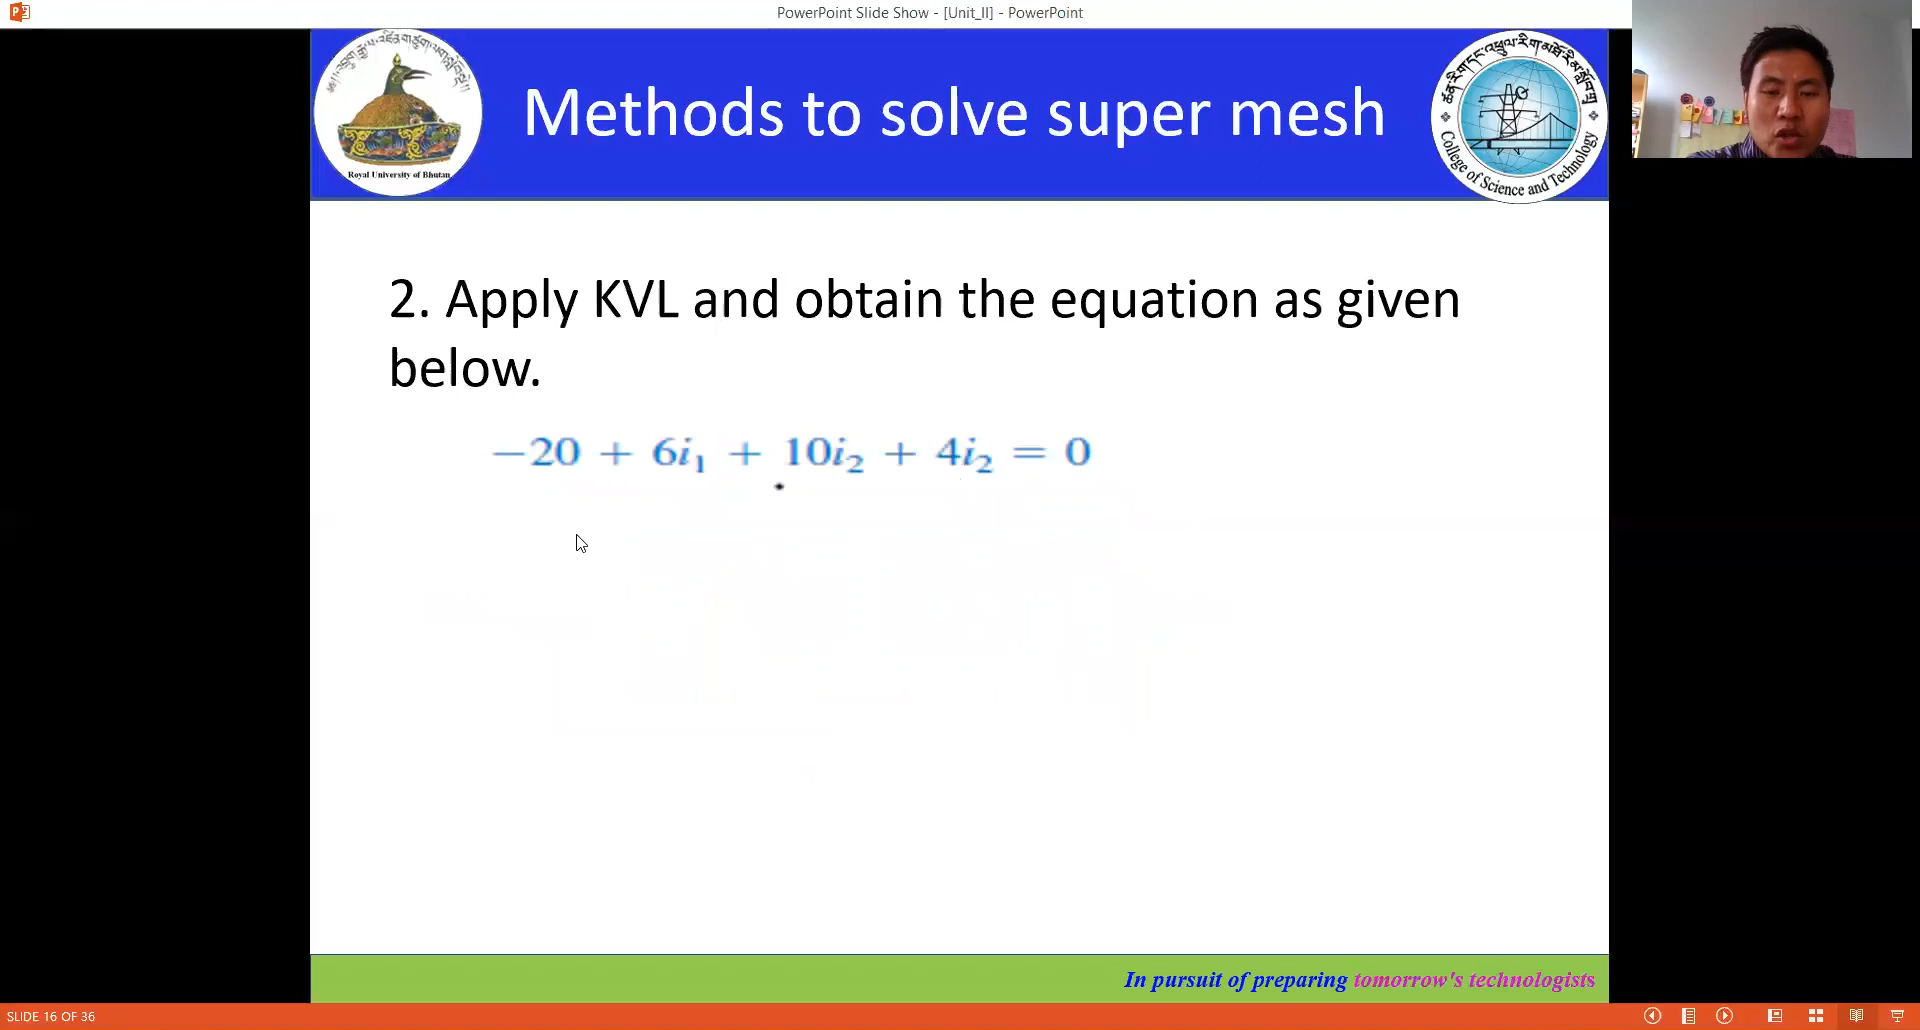 PowerPoint Slide Show - [Unit_II] - PowerPoint
Royal University of Bhutan
Methods to solve super mesh
College of Science and Technology
2. Apply KVL and obtain the equation as given
below.
−20 + 6i₁ + 10i₂ + 4i₂ = 0
In pursuit of preparing tomorrow's technologists
SLIDE 16 OF 36